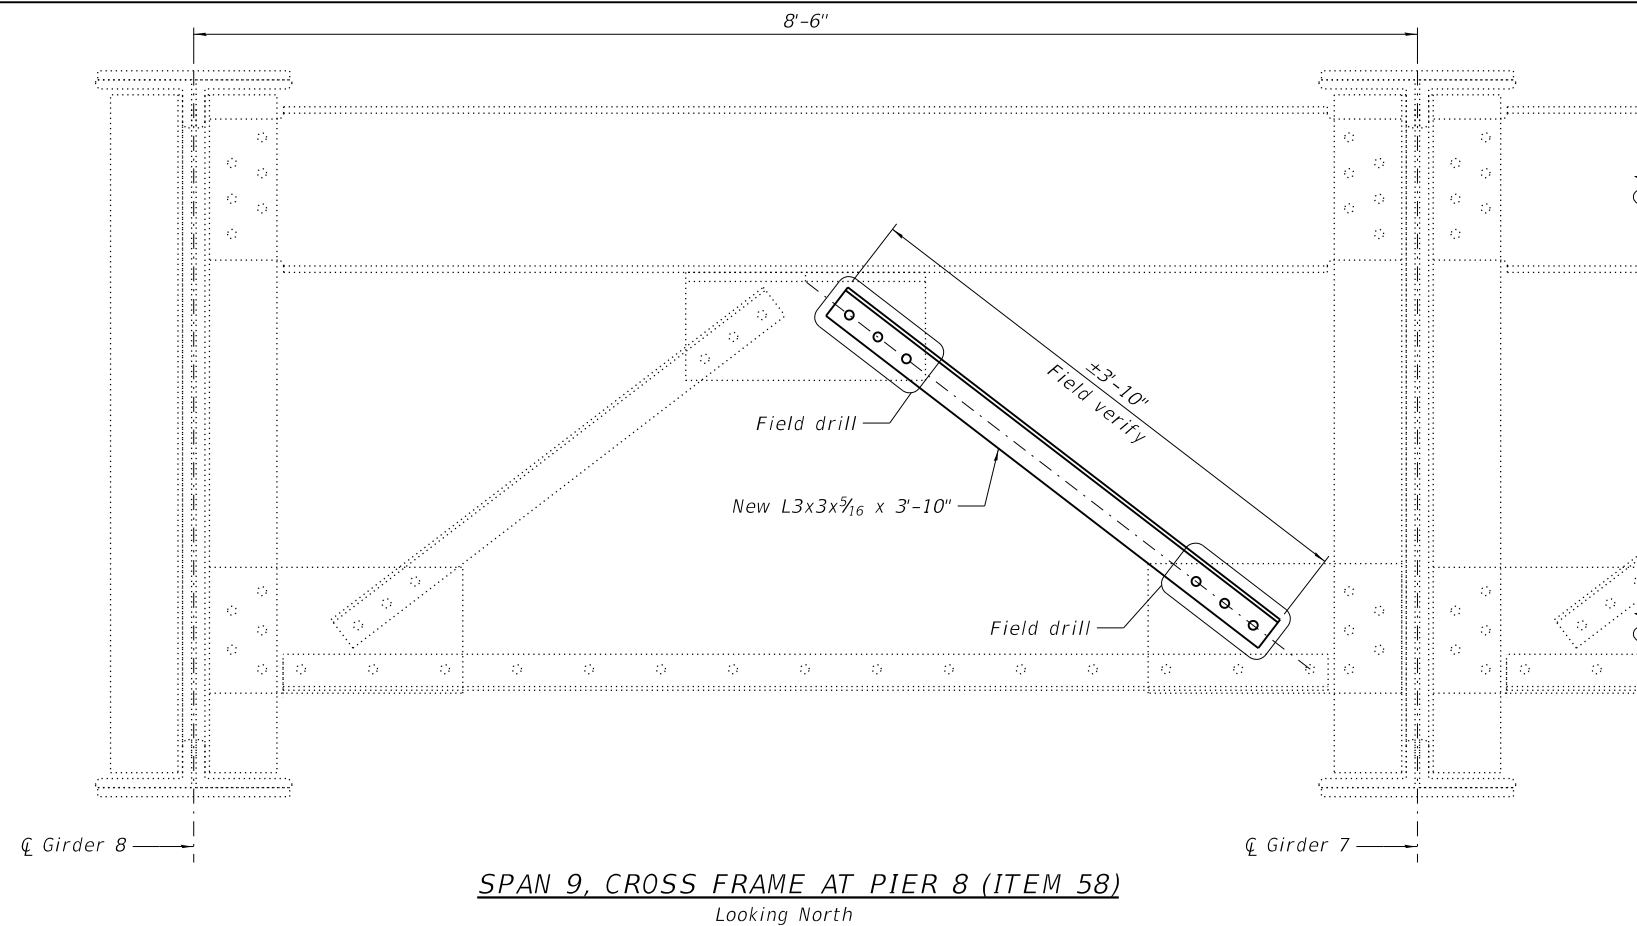 8'-6"
±3'-10"
Field verify
Field drill
New L3x3x5/16 x 3'-10"
Field drill
℄ Girder 8
℄ Girder 7
SPAN 9, CROSS FRAME AT PIER 8 (ITEM 58)
Looking North